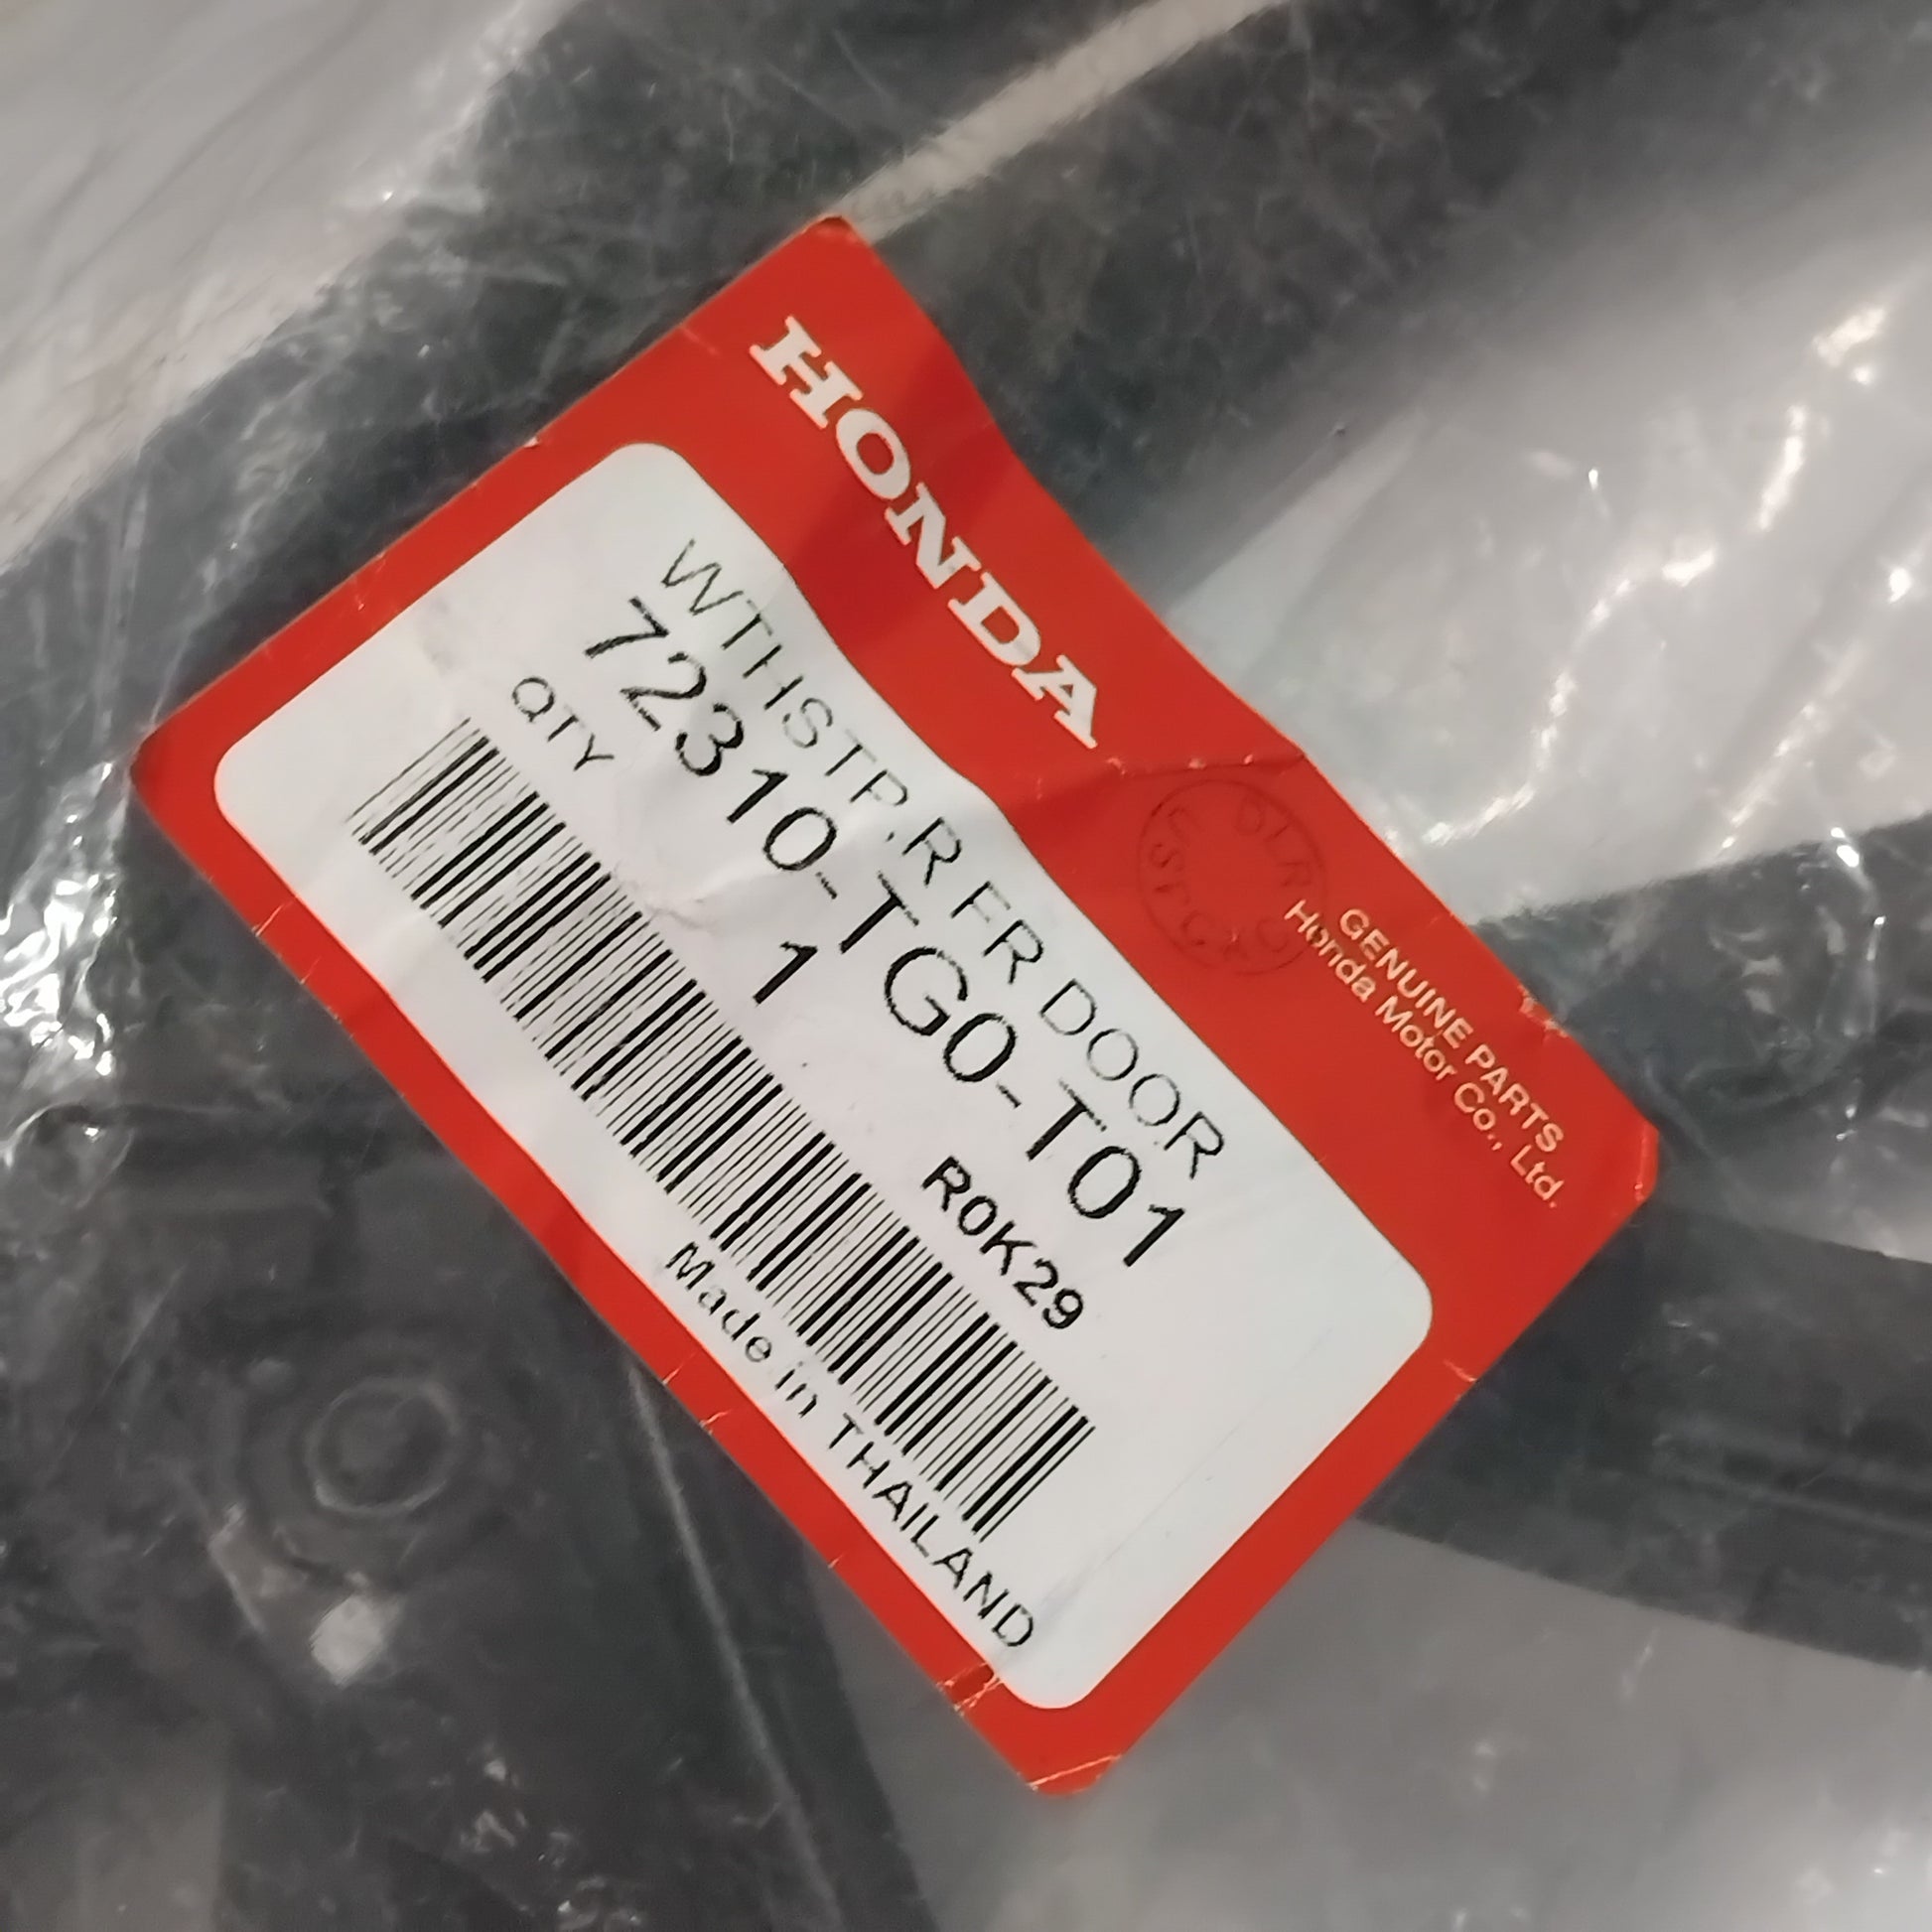 HONDA
GENUINE PARTS
Honda Motor Co., Ltd.
WTHSTP,R FR DOOR
72310-TG0-T01
QTY 1 R0K29
Made in THAILAND